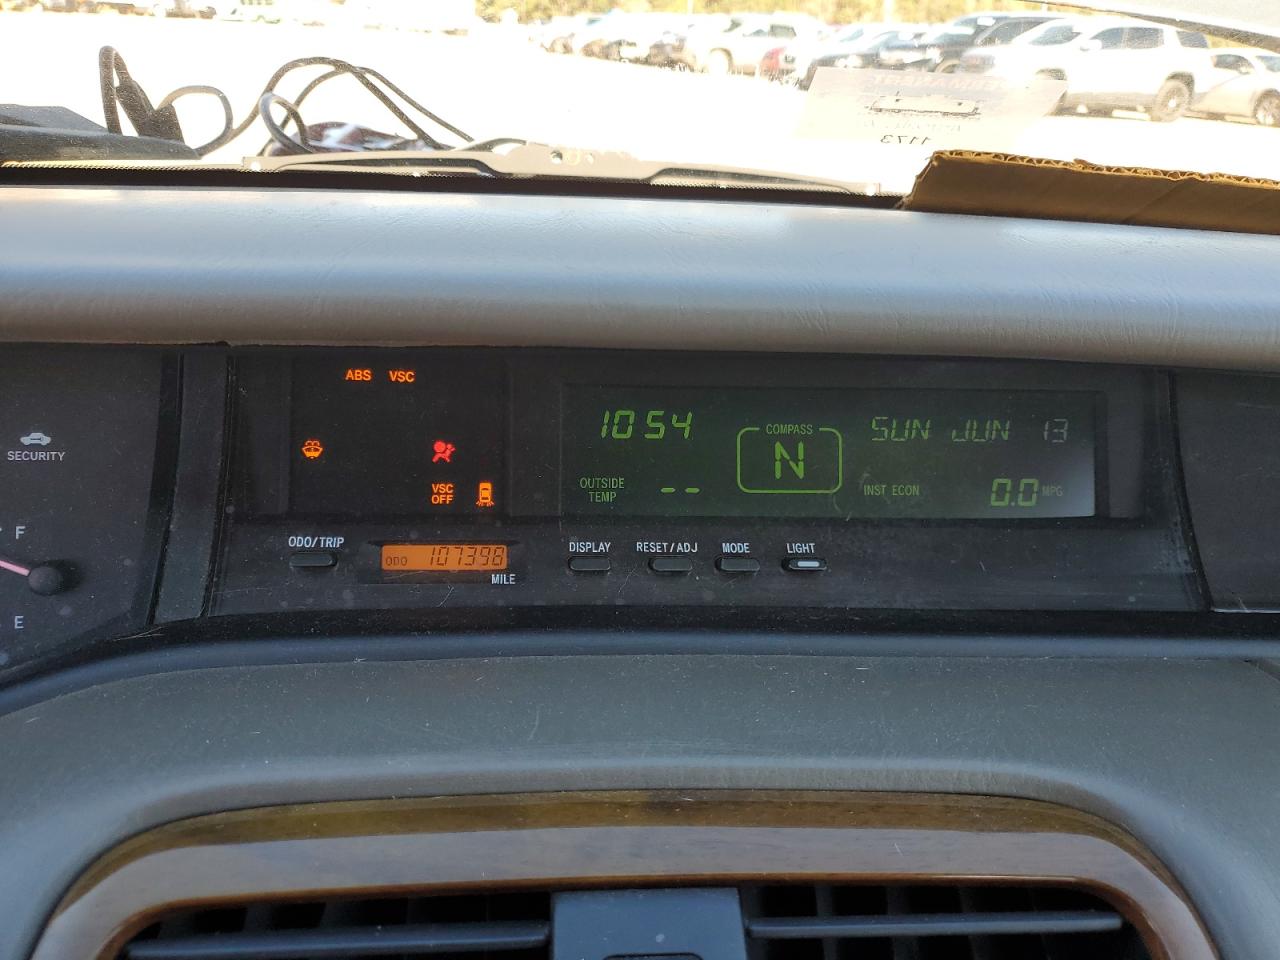 1173
ABS VSC
10:54
COMPASS
N
SUN JUN 13
SECURITY
OUTSIDE
TEMP
--
INST ECON
0.0 MPG
VSC
OFF
F
E
ODO/TRIP
ODO 107398
MILE
DISPLAY
RESET/ADJ
MODE
LIGHT